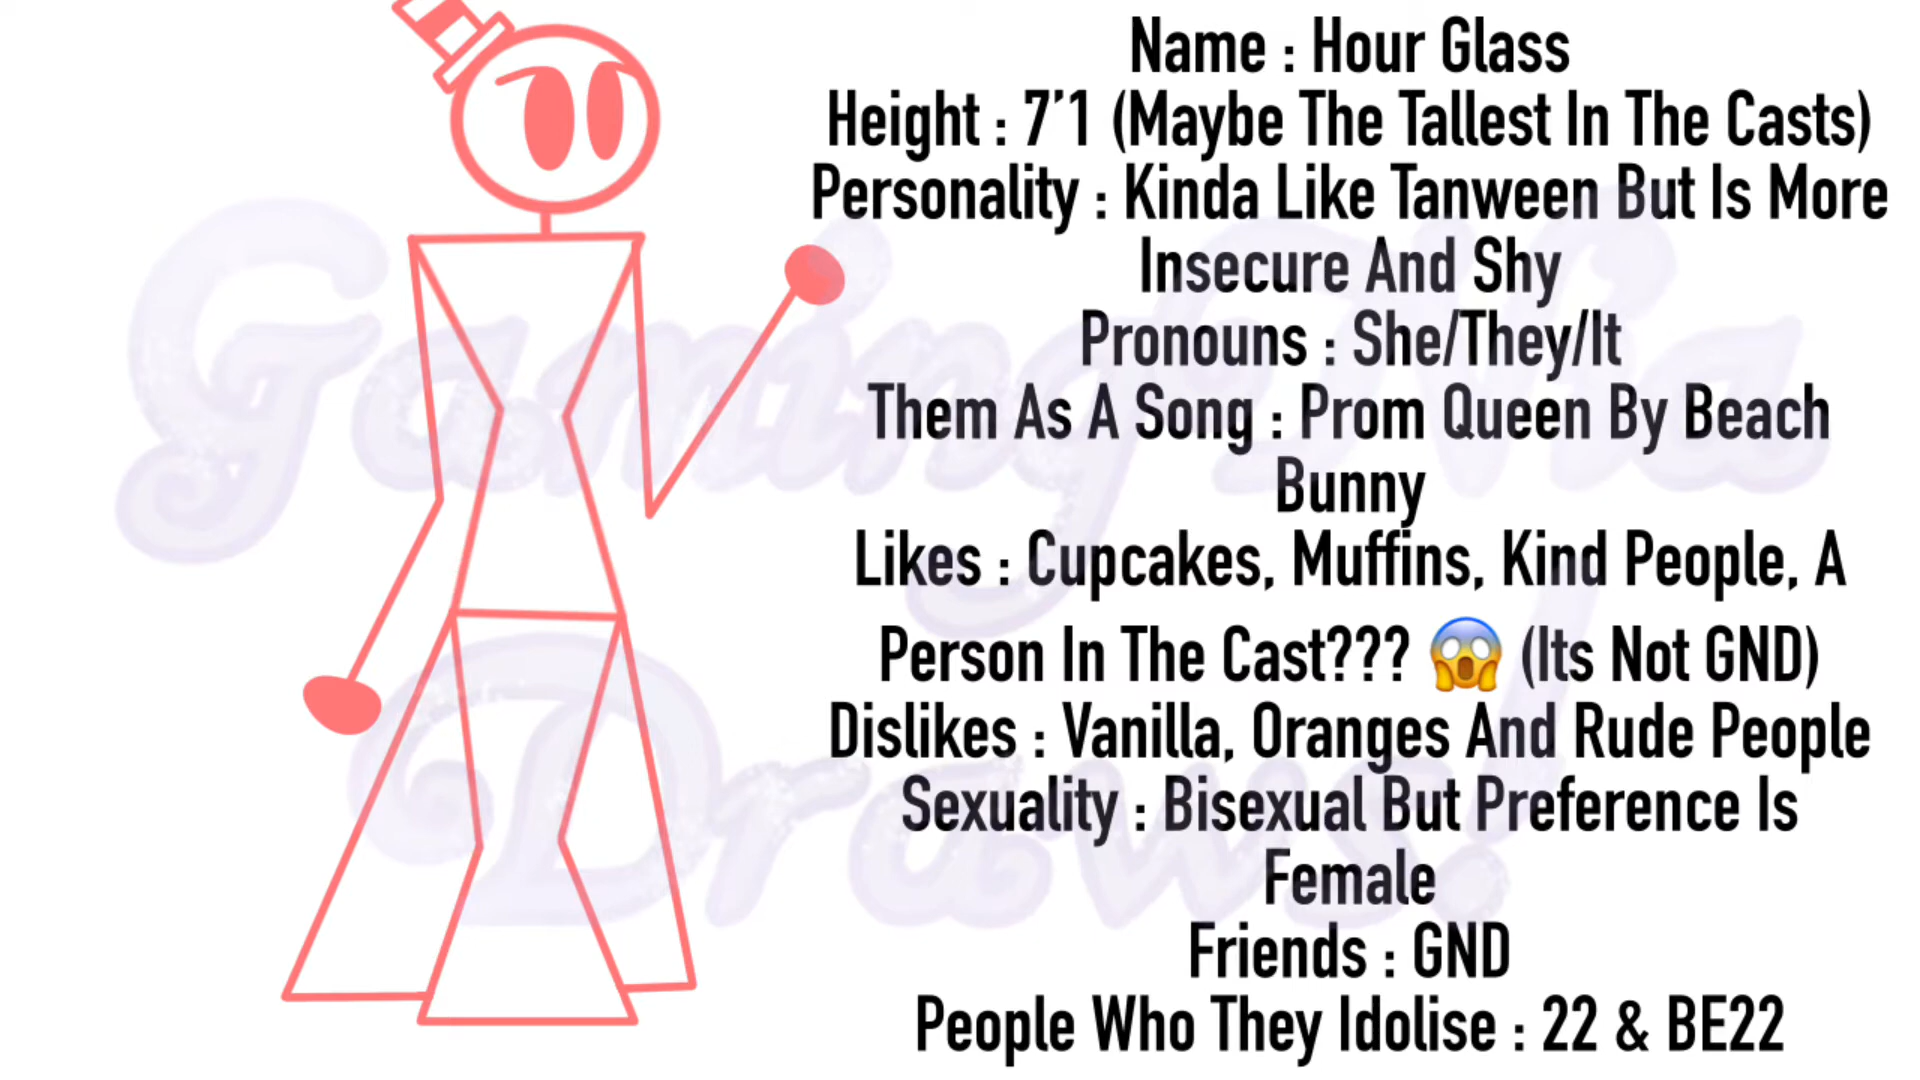 Name : Hour Glass
Height : 7’1 (Maybe The Tallest In The Casts)
Personality : Kinda Like Tanween But Is More
Insecure And Shy
Pronouns : She/They/It
Them As A Song : Prom Queen By Beach
Bunny
Likes : Cupcakes, Muffins, Kind People, A
Person In The Cast??? 😱 (Its Not GND)
Dislikes : Vanilla, Oranges And Rude People
Sexuality : Bisexual But Preference Is
Female
Friends : GND
People Who They Idolise : 22 & BE22
Gaming Nia
Draws!